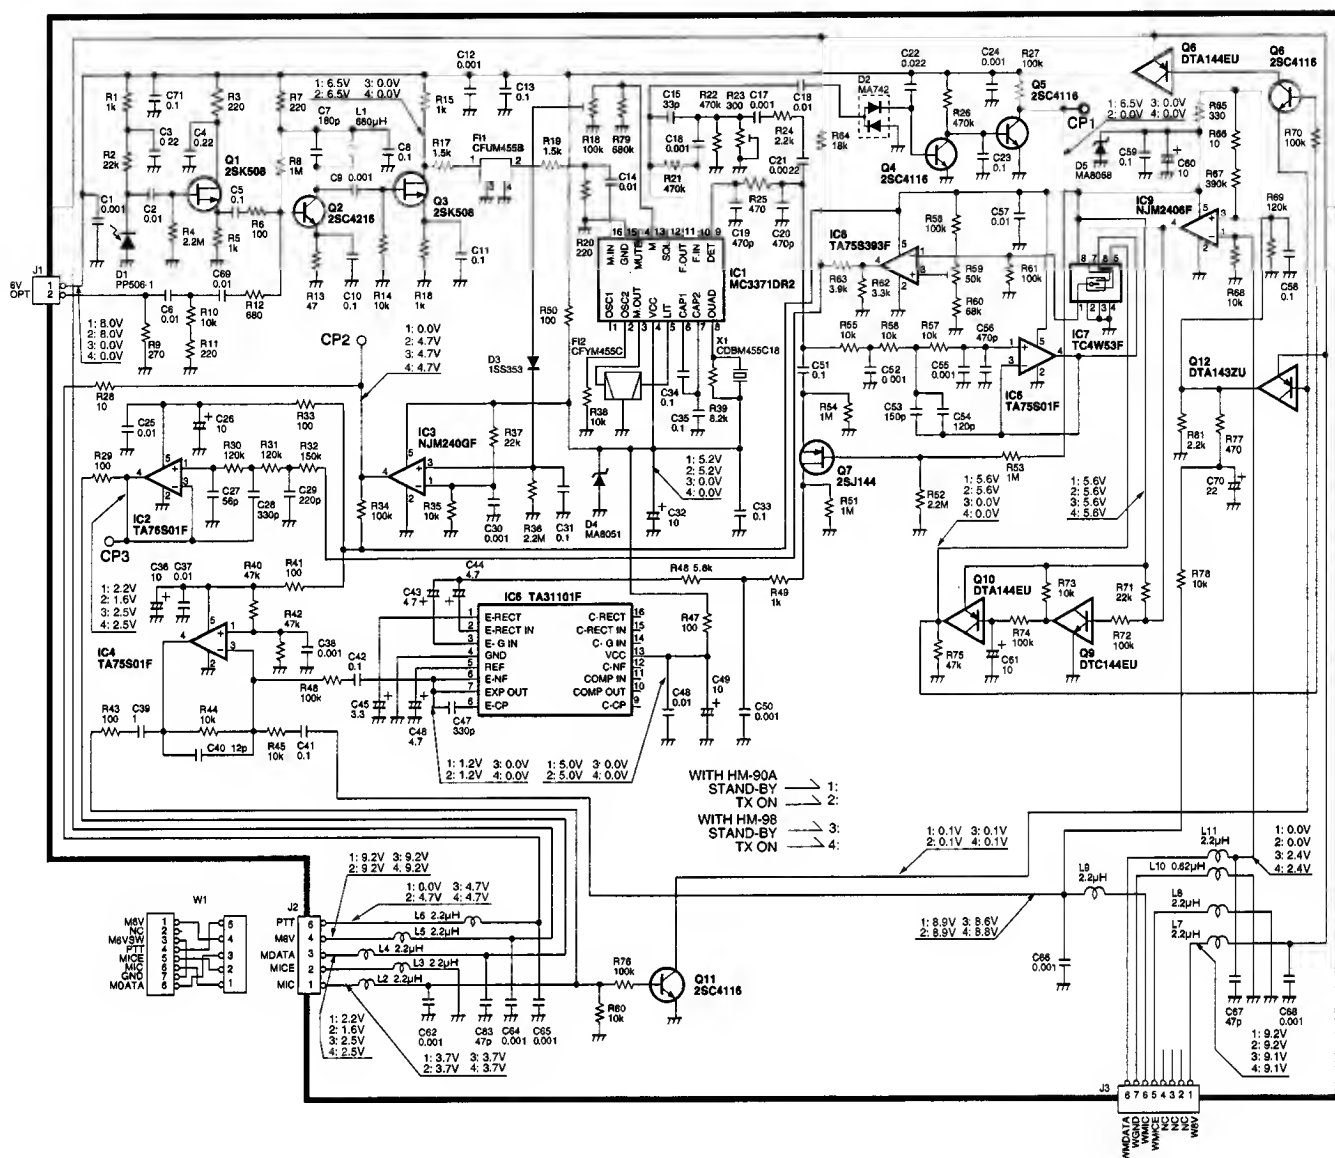 C12
0.001
1: 6.5V 3: 0.0V
2: 6.5V 4: 0.0V
R1
1k
C71
0.1
R3
220
R7
220
C7
180p
L1
680µH
R15
1k
C13
0.1
C3
0.22
C4
0.22
R2
22k
Q1
2SK508
R8
1M
C8
0.1
R17
1.5k
FI1
CFUM455B
R19
1.5k
R18
100k
R79
680k
C15
33p
R22
470k
R23
300
C17
0.001
C18
0.01
C18
0.001
R24
2.2k
R21
470k
C21
0.0022
C22
0.022
C24
0.001
R27
100k
D2
MA742
R26
470k
Q5
2SC4116
CP1
R64
18k
Q4
2SC4116
C23
0.1
Q6
DTA144EU
Q6
2SC4116
1: 6.5V 3: 0.0V
2: 0.0V 4: 0.0V
R65
330
R66
10k
R70
100k
D5
MA8068
C59
0.1
C60
10
R67
390k
C1
0.001
C2
0.01
R4
2.2M
C5
0.1
R5
1k
R6
100
C9 0.001
Q2
2SC4216
Q3
2SK508
C14
0.01
R25
470
C19
470p
C20
470p
R56
100k
C57
0.01
IC9
NJM2406F
R69
120k
J1
6V
OPT
D1
PP506-1
C69
0.01
R13
47
C10
0.1
R14
10k
R18
1k
C11
0.1
R20
220
M.IN
GND
MUTE
M
SOL
F.OUT
F.IN
DET
IC1
MC3371DR2
OSC1
OSC2
M.OUT
VCC
LIT
CAP1
CAP2
QUAD
IC8
TA75S393F
R63
3.9k
R62
3.3k
R59
50k
R61
100k
R60
68k
IC7
TC4W53F
R68
10k
C58
0.1
1: 8.0V
2: 8.0V
3: 0.0V
4: 0.0V
R9
270
C6
0.01
R10
10k
R12
680
R11
220
CP2
1: 0.0V
2: 4.7V
3: 4.7V
4: 4.7V
R50
100
FI2
CFYM455C
X1
CDBM455C18
D3
1SS353
R38
10k
C34
0.1
C35
0.1
R39
8.2k
C51
0.1
R55
10k
R56
10k
R57
10k
C56
470p
C52
0.001
C55
0.001
C53
150p
C54
120p
IC6
TA75S01F
R54
1M
Q12
DTA143ZU
R28
10
C25
0.01
C26
10
R33
100
IC3
NJM240GF
R37
22k
R29
100
R30
120k
R31
120k
R32
150k
C27
56p
C28
330p
C29
220p
IC2
TA76S01F
R34
100k
R35
10k
C30
0.001
R36
2.2M
C31
0.1
D4
MA8051
C32
10
1: 5.2V
2: 5.2V
3: 0.0V
4: 0.0V
C33
0.1
Q7
2SJ144
R51
1M
R52
2.2M
R53
1M
1: 5.6V
2: 5.6V
3: 0.0V
4: 0.0V
1: 5.6V
2: 5.6V
3: 5.6V
4: 5.6V
R81
2.2k
R77
470
C70
22
CP3
1: 2.2V
2: 1.6V
3: 2.5V
4: 2.5V
C36
10
C37
0.01
R40
47k
R41
100
R42
47k
C38
0.001
IC4
TA75S01F
C42
0.1
C44
4.7
C43
4.7
IC5 TA31101F
E-RECT
E-RECT IN
E- G IN
GND
REF
E-NF
EXP OUT
E-CP
C-RECT
C-RECT IN
C- G IN
VCC
C-NF
COMP IN
COMP OUT
C-CP
R48 5.6k
R49
1k
R47
100
C48
0.01
C49
10
C50
0.001
R46
100k
C45
3.3
C46
4.7
C47
330p
R43
100
C39
1
R44
10k
C40 12p
R45
10k
C41
0.1
1: 1.2V 3: 0.0V
2: 1.2V 4: 0.0V
1: 5.0V 3: 0.0V
2: 5.0V 4: 0.0V
Q10
DTA144EU
R73
10k
R71
22k
R78
10k
R75
47k
C61
10
R74
100k
Q9
DTC144EU
R72
100k
WITH HM-90A
STAND-BY 1:
TX ON 2:
WITH HM-98
STAND-BY 3:
TX ON 4:
1: 0.1V 3: 0.1V
2: 0.1V 4: 0.1V
1: 9.2V 3: 9.2V
2: 9.2V 4: 9.2V
1: 0.0V 3: 4.7V
2: 4.7V 4: 4.7V
L9
2.2µH
L11
2.2µH
L10 0.62µH
L8
2.2µH
L7
2.2µH
1: 0.0V
2: 0.0V
3: 2.4V
4: 2.4V
1: 8.9V 3: 8.6V
2: 8.9V 4: 8.8V
W1
M8V
NC
M8VSW
PTT
MICE
MIC
GND
MDATA
J2
PTT
M8V
MDATA
MICE
MIC
L6 2.2µH
L5 2.2µH
L4 2.2µH
L3 2.2µH
L2 2.2µH
R76
100k
Q11
2SC4116
R80
10k
C62
0.001
C63
47p
C64
0.001
C65
0.001
C66
0.001
C67
47p
C68
0.001
1: 2.2V
2: 1.6V
3: 2.5V
4: 2.5V
1: 3.7V 3: 3.7V
2: 3.7V 4: 3.7V
1: 9.2V
2: 9.2V
3: 9.1V
4: 9.1V
J3
8 7 6 5 4 3 2 1
WMDATA
WGND
WMIC
WMICE
NC
NC
NC
W8V